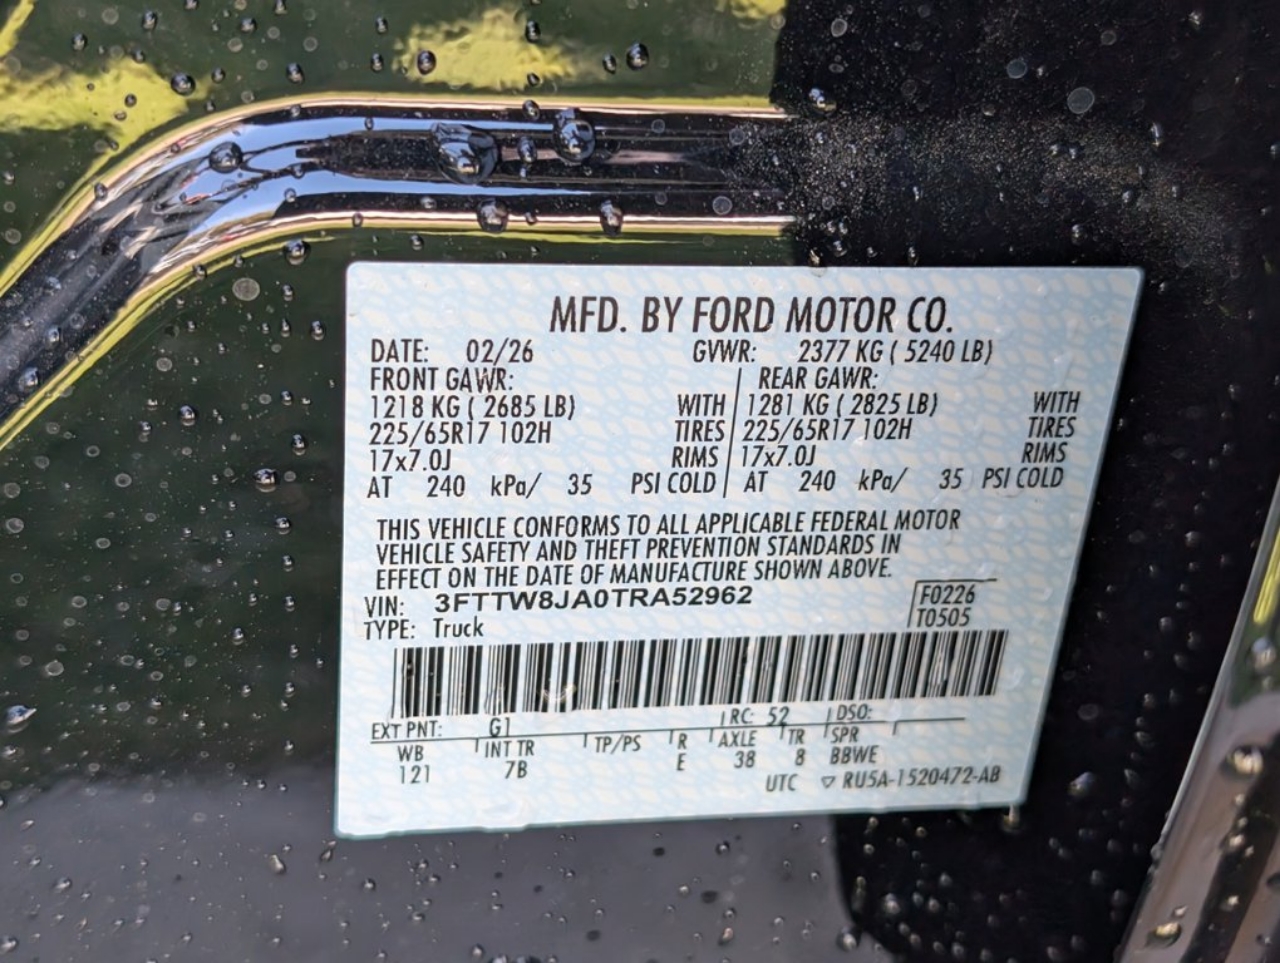 MFD. BY FORD MOTOR CO.
DATE: 02/26 GVWR: 2377 KG ( 5240 LB)
FRONT GAWR: REAR GAWR:
1218 KG ( 2685 LB) WITH 1281 KG ( 2825 LB) WITH
225/65R17 102H TIRES 225/65R17 102H TIRES
17x7.0J RIMS 17x7.0J RIMS
AT 240 kPa/ 35 PSI COLD AT 240 kPa/ 35 PSI COLD
THIS VEHICLE CONFORMS TO ALL APPLICABLE FEDERAL MOTOR
VEHICLE SAFETY AND THEFT PREVENTION STANDARDS IN
EFFECT ON THE DATE OF MANUFACTURE SHOWN ABOVE.
VIN: 3FTTW8JA0TRA52962 F0226
TYPE: Truck T0505
EXT PNT: G1 RC: 52 DSO:
WB INT TR TP/PS R AXLE TR SPR
121 7B E 38 8 BBWE
UTC ▽ RU5A-1520472-AB